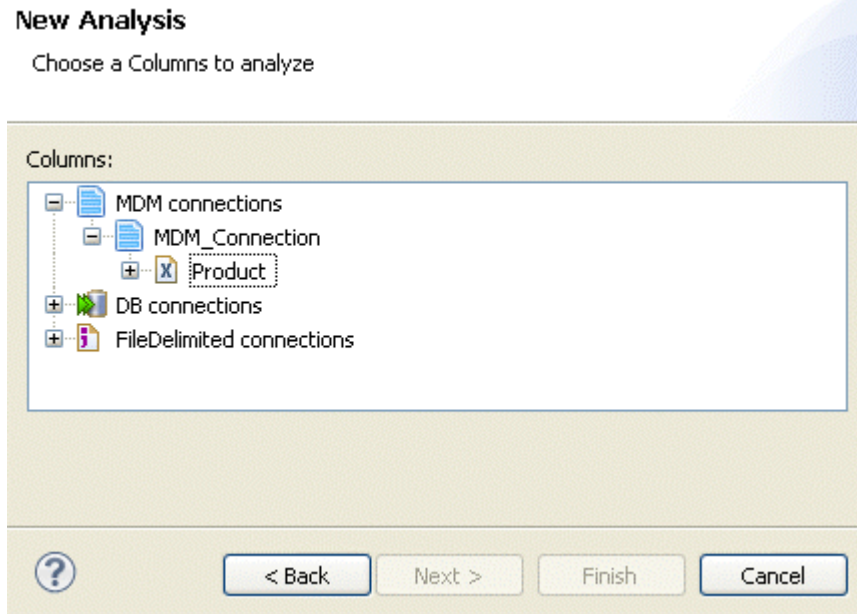 New Analysis
Choose a Columns to analyze
Columns:
MDM connections
MDM_Connection
Product
DB connections
FileDelimited connections
< Back Next > Finish Cancel